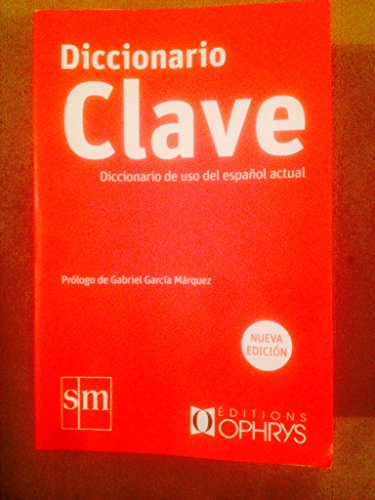 Diccionario
Clave
Diccionario de uso del español actual
Prólogo de Gabriel García Márquez
NUEVA
EDICIÓN
sm
ÉDITIONS
OPHRYS